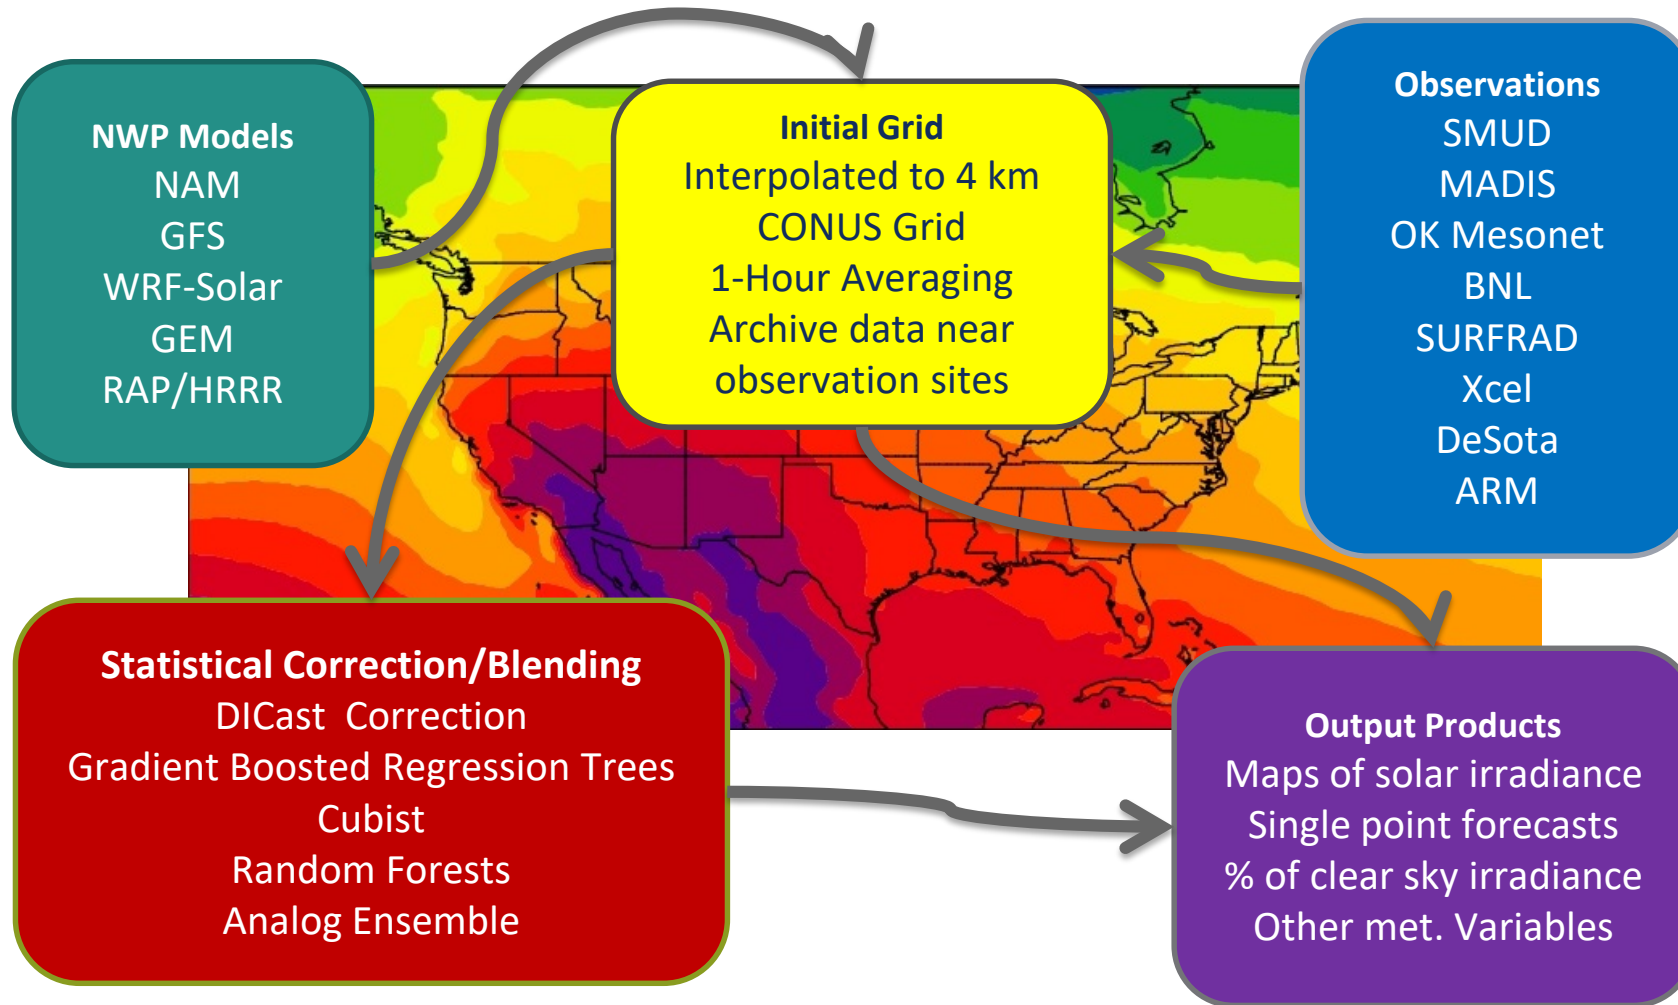 NWP Models
NAM
GFS
WRF-Solar
GEM
RAP/HRRR
Initial Grid
Interpolated to 4 km
CONUS Grid
1-Hour Averaging
Archive data near
observation sites
Observations
SMUD
MADIS
OK Mesonet
BNL
SURFRAD
Xcel
DeSota
ARM
Statistical Correction/Blending
DICast Correction
Gradient Boosted Regression Trees
Cubist
Random Forests
Analog Ensemble
Output Products
Maps of solar irradiance
Single point forecasts
% of clear sky irradiance
Other met. Variables